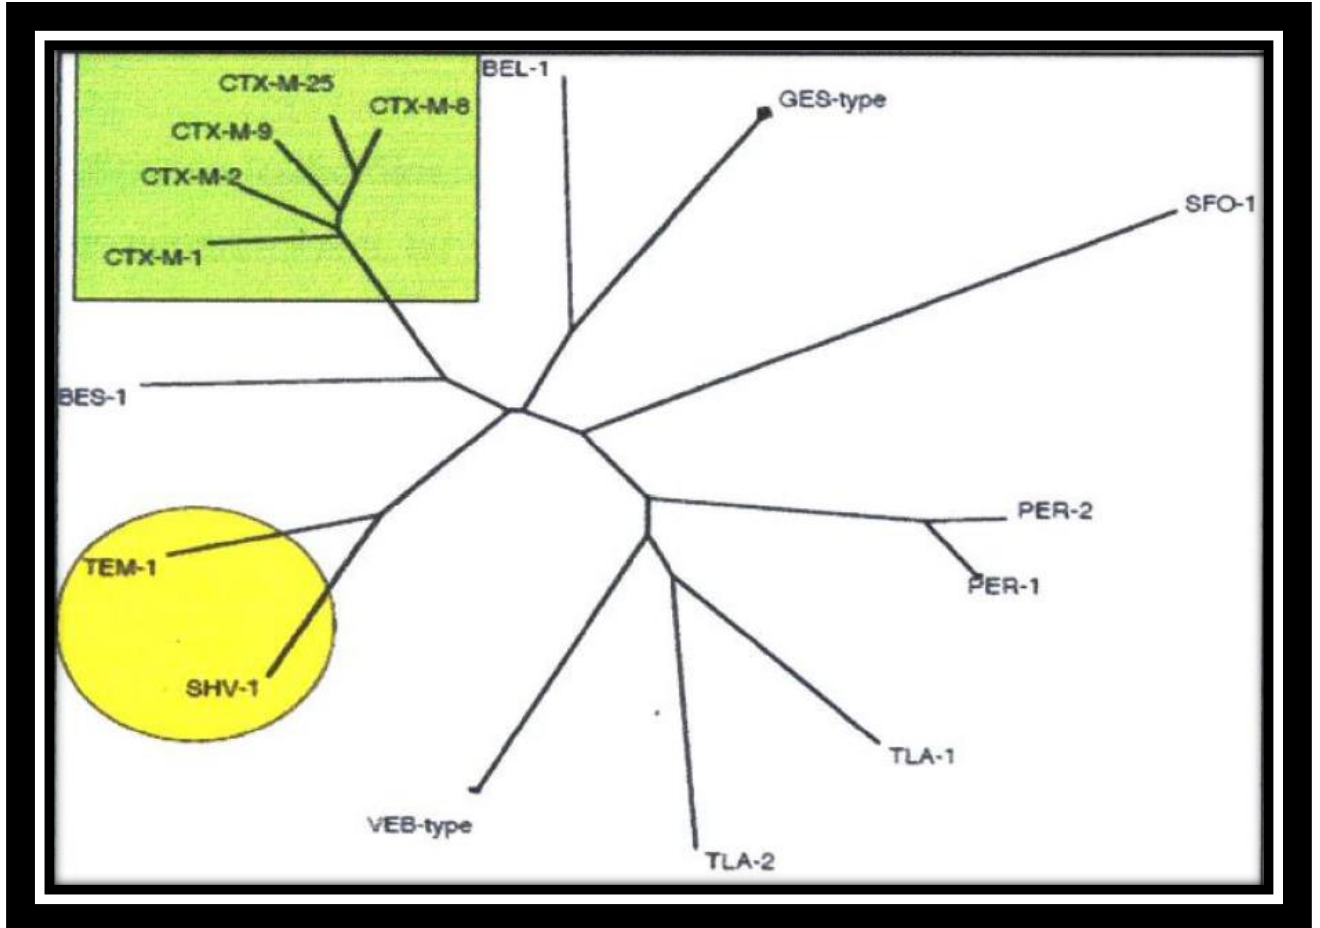 BEL-1
CTX-M-25
GES-type
CTX-M-8
CTX-M-9
CTX-M-2
SFO-1
CTX-M-1
BES-1
PER-2
TEM-1
PER-1
SHV-1
TLA-1
VEB-type
TLA-2